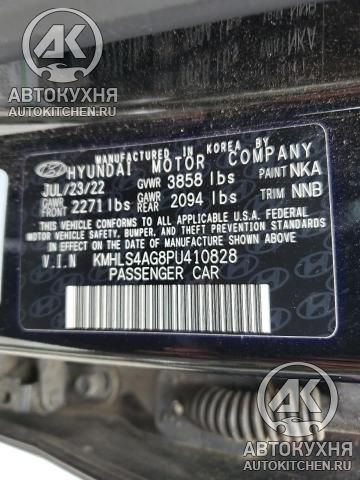 АК
АВТОКУХНЯ
AUTOKITCHEN.RU
MANUFACTURED IN KOREA BY
HYUNDAI MOTOR COMPANY
JUL/23/22 GVWR 3858 lbs PAINT NKA
GAWR FRONT 2271 lbs GAWR REAR 2094 lbs TRIM NNB
THIS VEHICLE CONFORMS TO ALL APPLICABLE U.S.A. FEDERAL
MOTOR VEHICLE SAFETY, BUMPER, AND THEFT PREVENTION STANDARDS
IN EFFECT ON THE DATE OF MANUFACTURE SHOWN ABOVE.
V.I.N KMHLS4AG8PU410828
PASSENGER CAR
АК
АВТОКУХНЯ
AUTOKITCHEN.RU